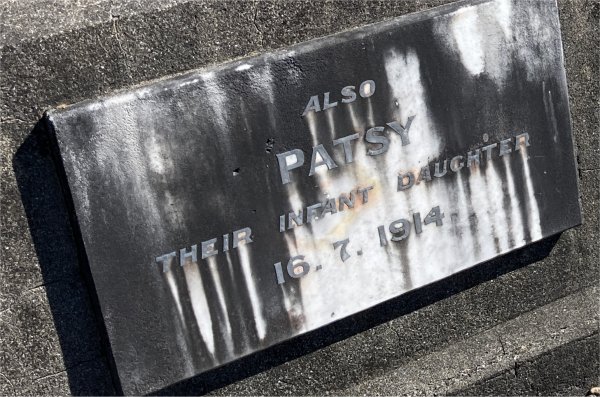 ALSO
PATSY
THEIR INFANT DAUGHTER
16. 7. 1914.